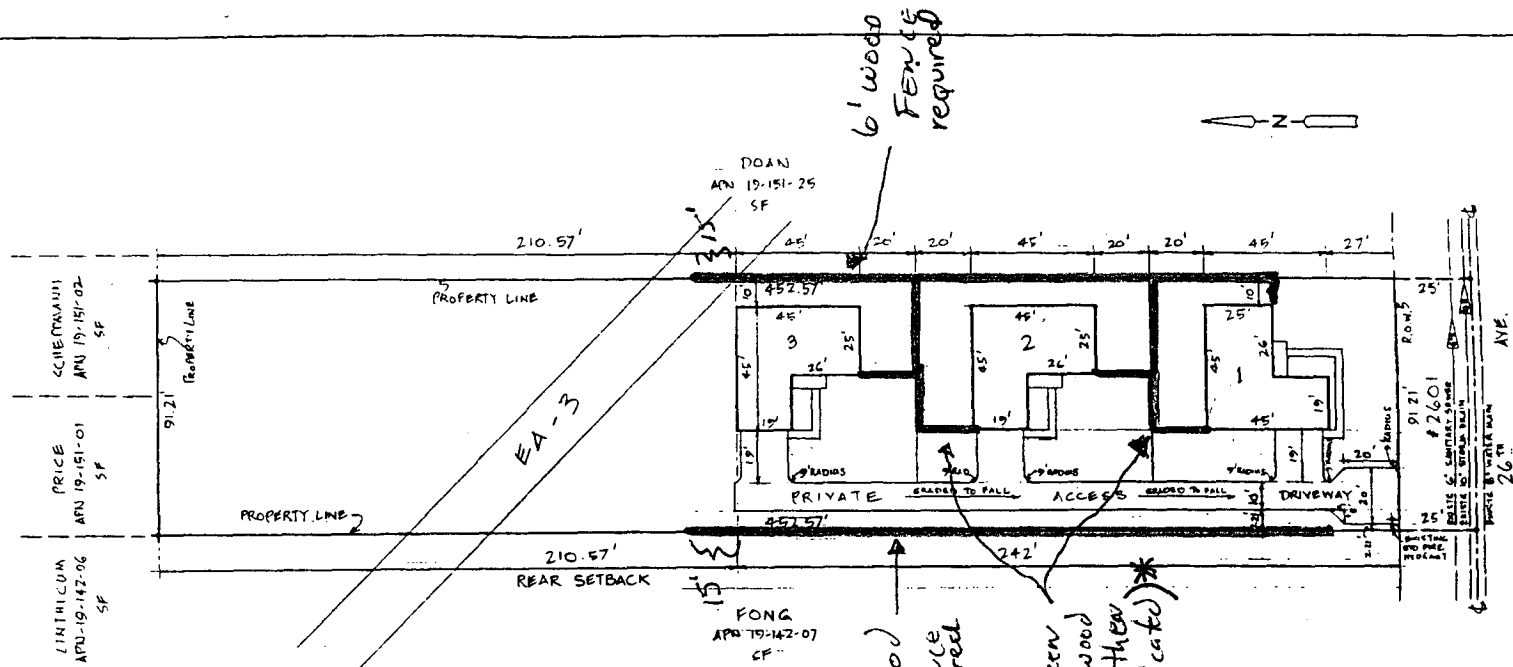 6' WOOD
FENCE
required
N
DOAN
APN 19-151-25
SF
15'
210.57'
45'
20'
20'
45'
20'
20'
45'
27'
PROPERTY LINE
452.57'
10'
10'
25'
APN 19-151-02
SF
PROPERTY LINE
91.21'
PRICE
APN 19-151-01
SF
LINTHICUM
APN-19-142-06
SF
EA-3
45'
3
25'
45'
26'
19'
19'
45'
2
25'
45'
26'
19'
25'
1
26'
45'
45'
19'
19'
9' RADIUS
9' RADIUS
9' RADIUS
PRIVATE
GRADED TO FALL
ACCESS
GRADED TO FALL
DRIVEWAY
10'
20'
20'
R.O.W.
91.21'
# 2601
25'
25'
26TH
AVE.
PROPERTY LINE
452.57'
210.57'
REAR SETBACK
242'
15'
FONG
APN 19-142-07
SF